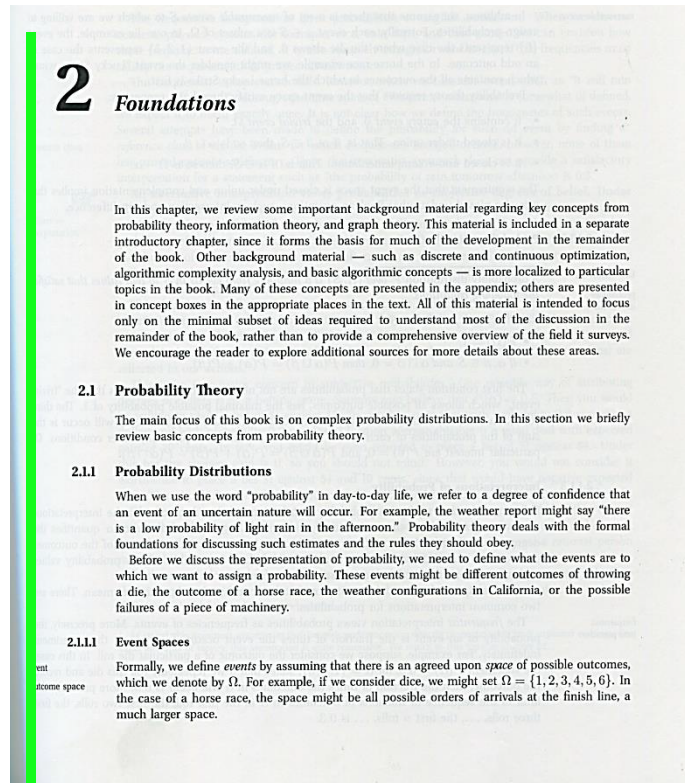 2 Foundations
In this chapter, we review some important background material regarding key concepts from
probability theory, information theory, and graph theory. This material is included in a separate
introductory chapter, since it forms the basis for much of the development in the remainder
of the book. Other background material — such as discrete and continuous optimization,
algorithmic complexity analysis, and basic algorithmic concepts — is more localized to particular
topics in the book. Many of these concepts are presented in the appendix; others are presented
in concept boxes in the appropriate places in the text. All of this material is intended to focus
only on the minimal subset of ideas required to understand most of the discussion in the
remainder of the book, rather than to provide a comprehensive overview of the field it surveys.
We encourage the reader to explore additional sources for more details about these areas.
2.1 Probability Theory
The main focus of this book is on complex probability distributions. In this section we briefly
review basic concepts from probability theory.
2.1.1 Probability Distributions
When we use the word “probability” in day-to-day life, we refer to a degree of confidence that
an event of an uncertain nature will occur. For example, the weather report might say “there
is a low probability of light rain in the afternoon.” Probability theory deals with the formal
foundations for discussing such estimates and the rules they should obey.
Before we discuss the representation of probability, we need to define what the events are to
which we want to assign a probability. These events might be different outcomes of throwing
a die, the outcome of a horse race, the weather configurations in California, or the possible
failures of a piece of machinery.
2.1.1.1 Event Spaces
Formally, we define events by assuming that there is an agreed upon space of possible outcomes,
which we denote by Ω. For example, if we consider dice, we might set Ω = {1, 2, 3, 4, 5, 6}. In
the case of a horse race, the space might be all possible orders of arrivals at the finish line, a
much larger space.
space